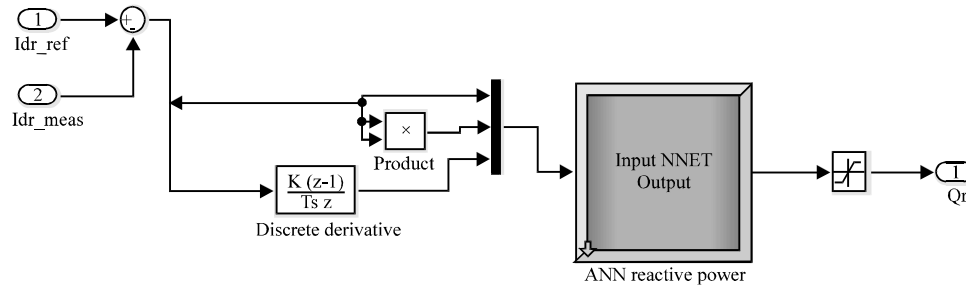 1
Idr_ref
+
-
2
Idr_meas
×
Product
K (z-1)
Ts z
Discrete derivative
Input NNET
Output
ANN reactive power
1
Qr